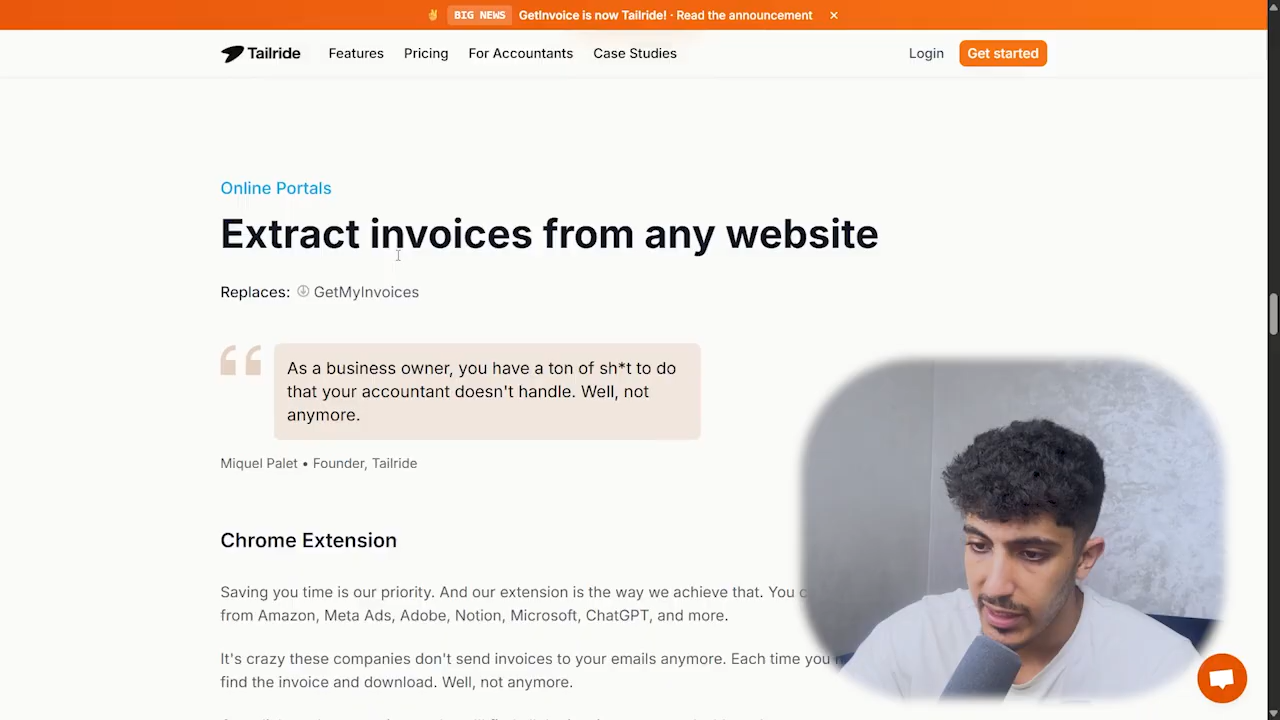 BIG NEWS GetInvoice is now Tailride! · Read the announcement ×
Tailride Features Pricing For Accountants Case Studies Login Get started
Online Portals
Extract invoices from any website
Replaces: GetMyInvoices
As a business owner, you have a ton of sh*t to do
that your accountant doesn't handle. Well, not
anymore.
Miquel Palet • Founder, Tailride
Chrome Extension
Saving you time is our priority. And our extension is the way we achieve that. You
from Amazon, Meta Ads, Adobe, Notion, Microsoft, ChatGPT, and more.
It's crazy these companies don't send invoices to your emails anymore. Each time you
find the invoice and download. Well, not anymore.